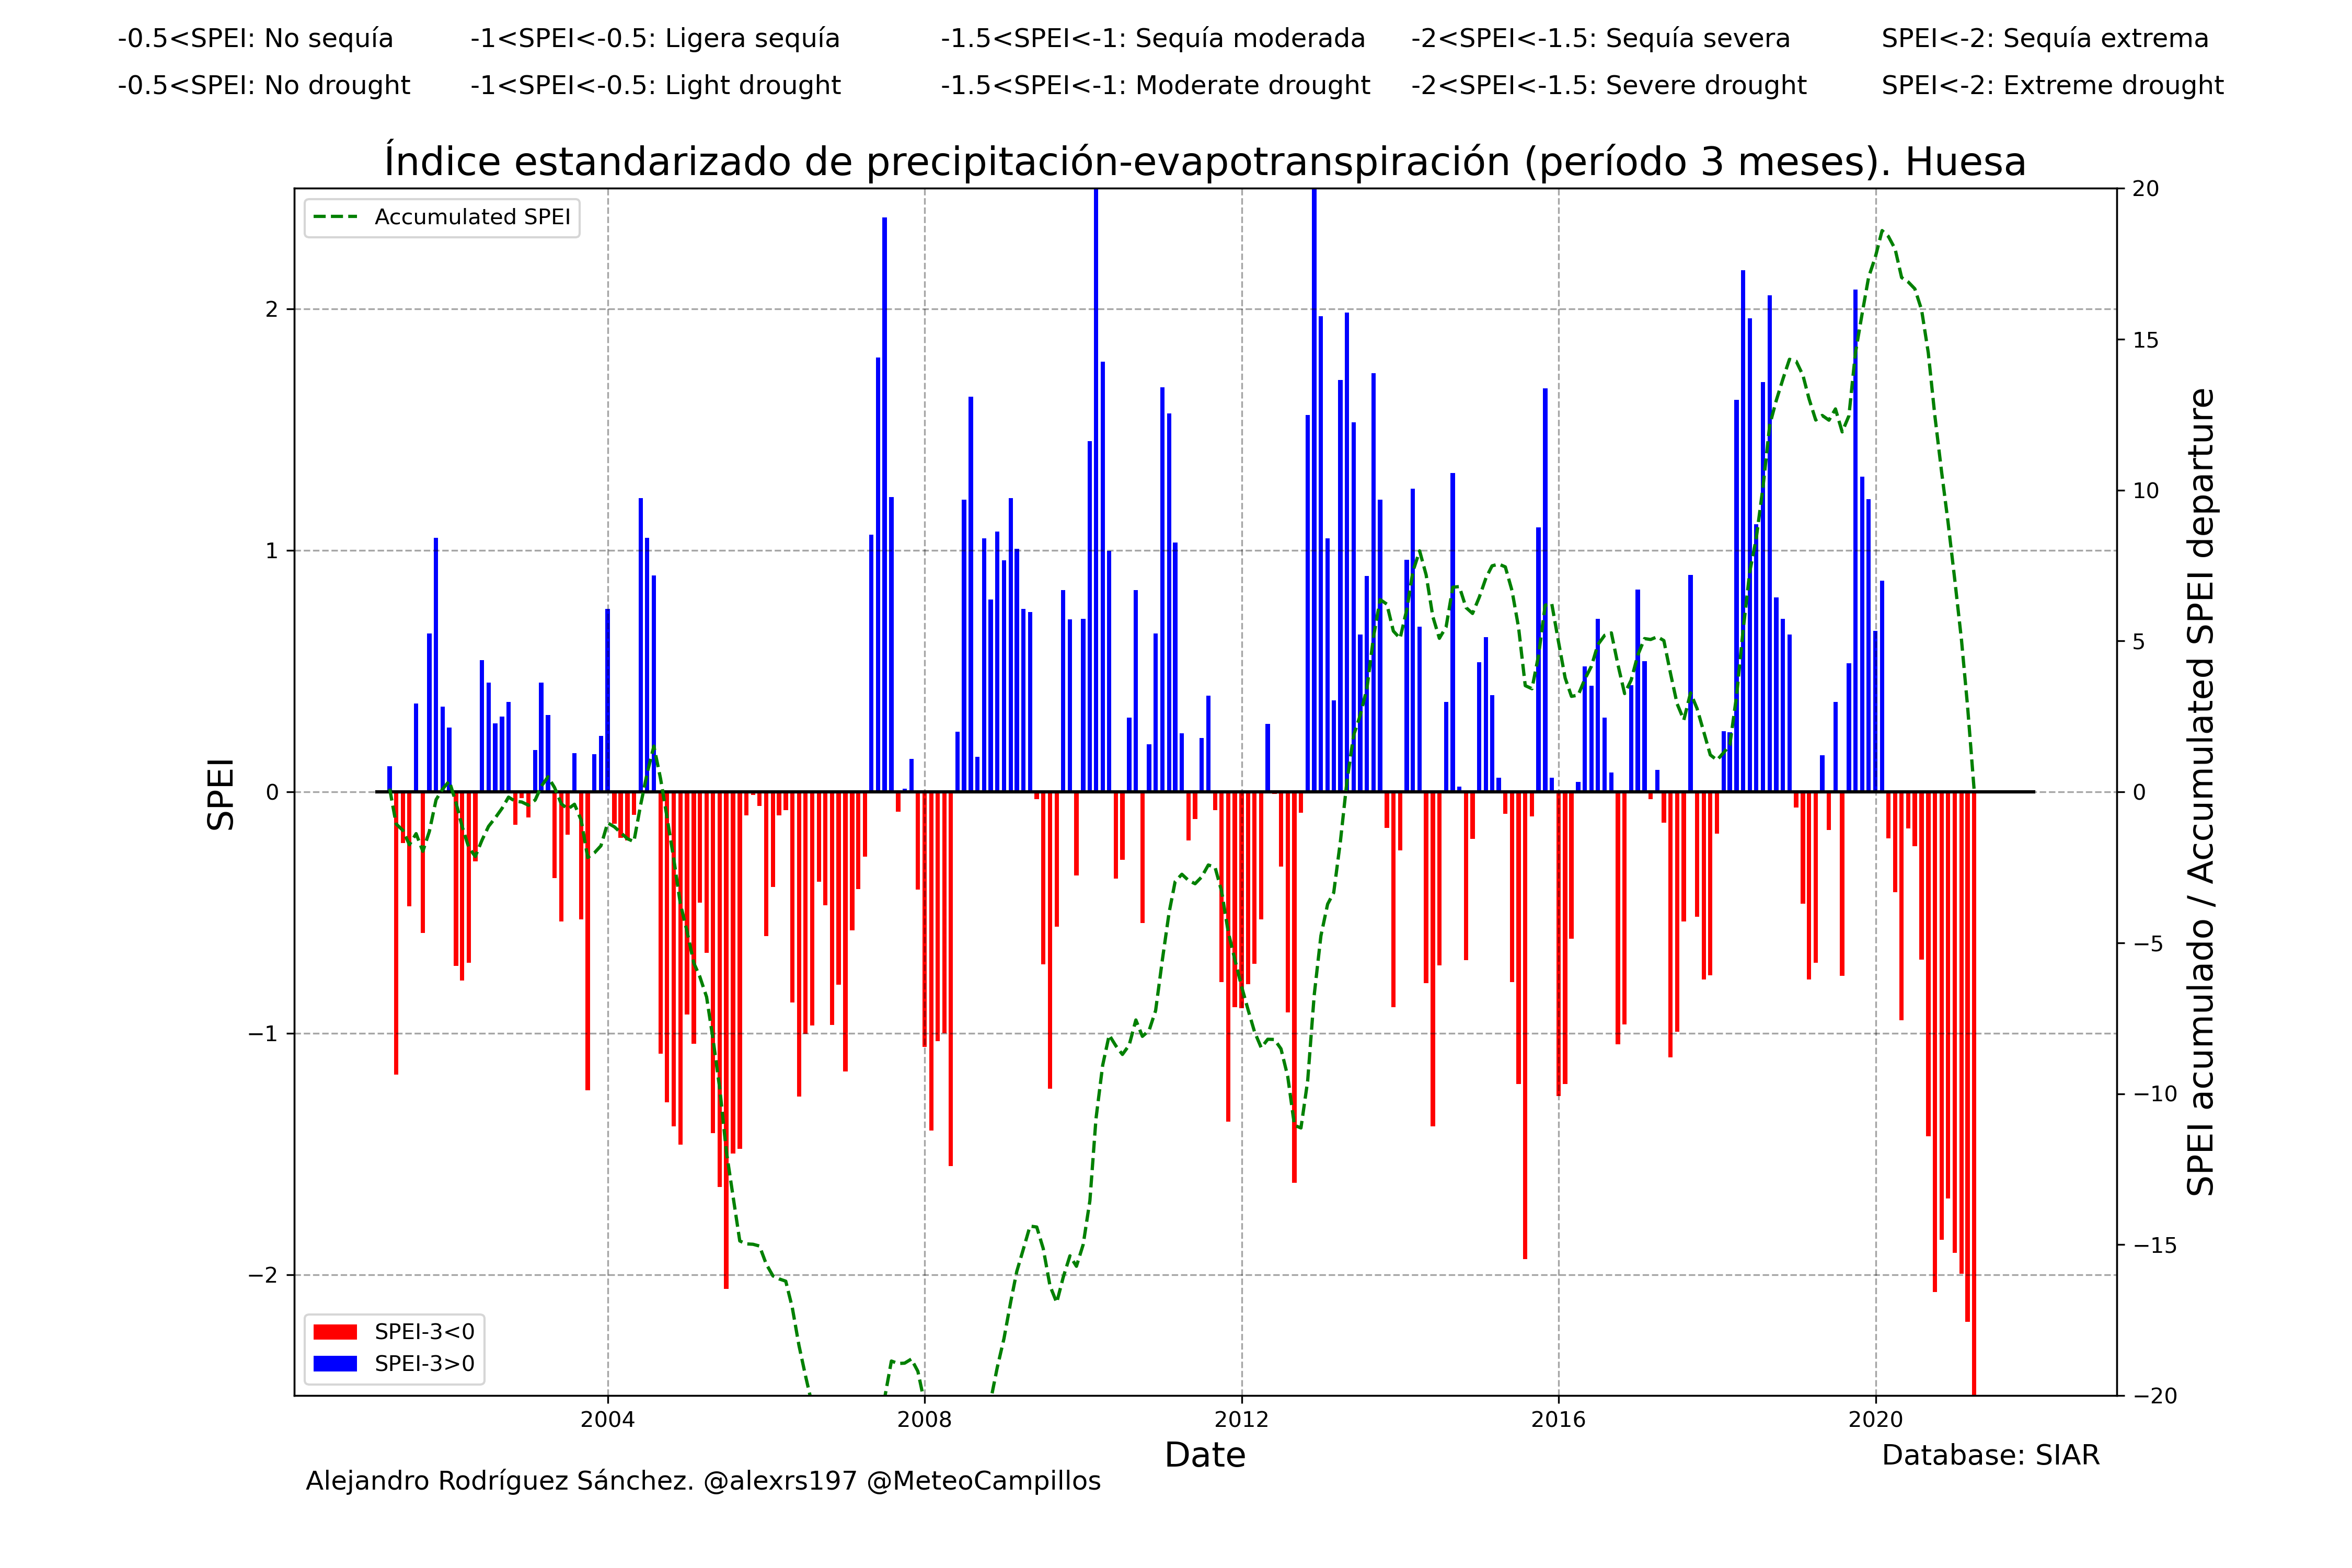 -0.5<SPEI: No sequía -1<SPEI<-0.5: Ligera sequía -1.5<SPEI<-1: Sequía moderada -2<SPEI<-1.5: Sequía severa SPEI<-2: Sequía extrema
-0.5<SPEI: No drought -1<SPEI<-0.5: Light drought -1.5<SPEI<-1: Moderate drought -2<SPEI<-1.5: Severe drought SPEI<-2: Extreme drought
Índice estandarizado de precipitación-evapotranspiración (período 3 meses). Huesa
Accumulated SPEI
SPEI
2
1
0
−1
−2
20
15
10
5
0
−5
−10
−15
−20
SPEI acumulado / Accumulated SPEI departure
SPEI-3<0
SPEI-3>0
2004 2008 2012 2016 2020
Date
Database: SIAR
Alejandro Rodríguez Sánchez. @alexrs197 @MeteoCampillos